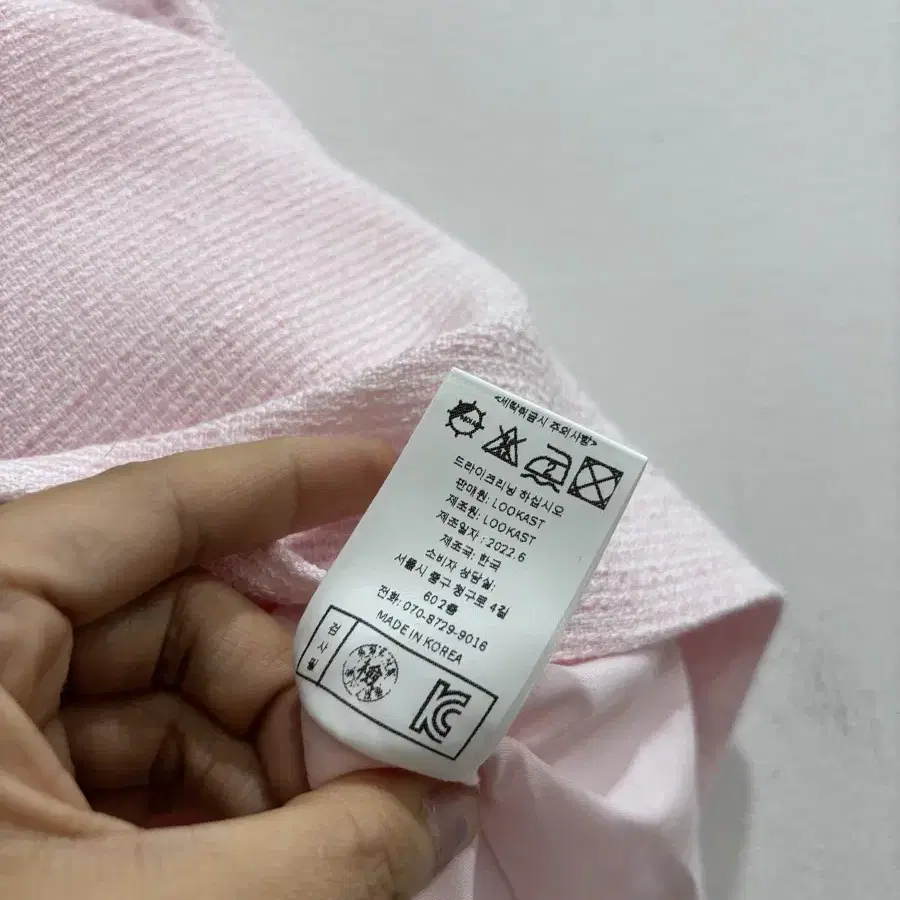 <세탁취급시 주의사항>
드라이크리닝 하십시오
판매원: LOOKAST
제조원: LOOKAST
제조일자 : 2022.6
제조국: 한국
소비자 상담실:
서울시 중구 청구로 4길
60 2층
전화: 070-8729-9016
MADE IN KOREA
검사필
檢
KC